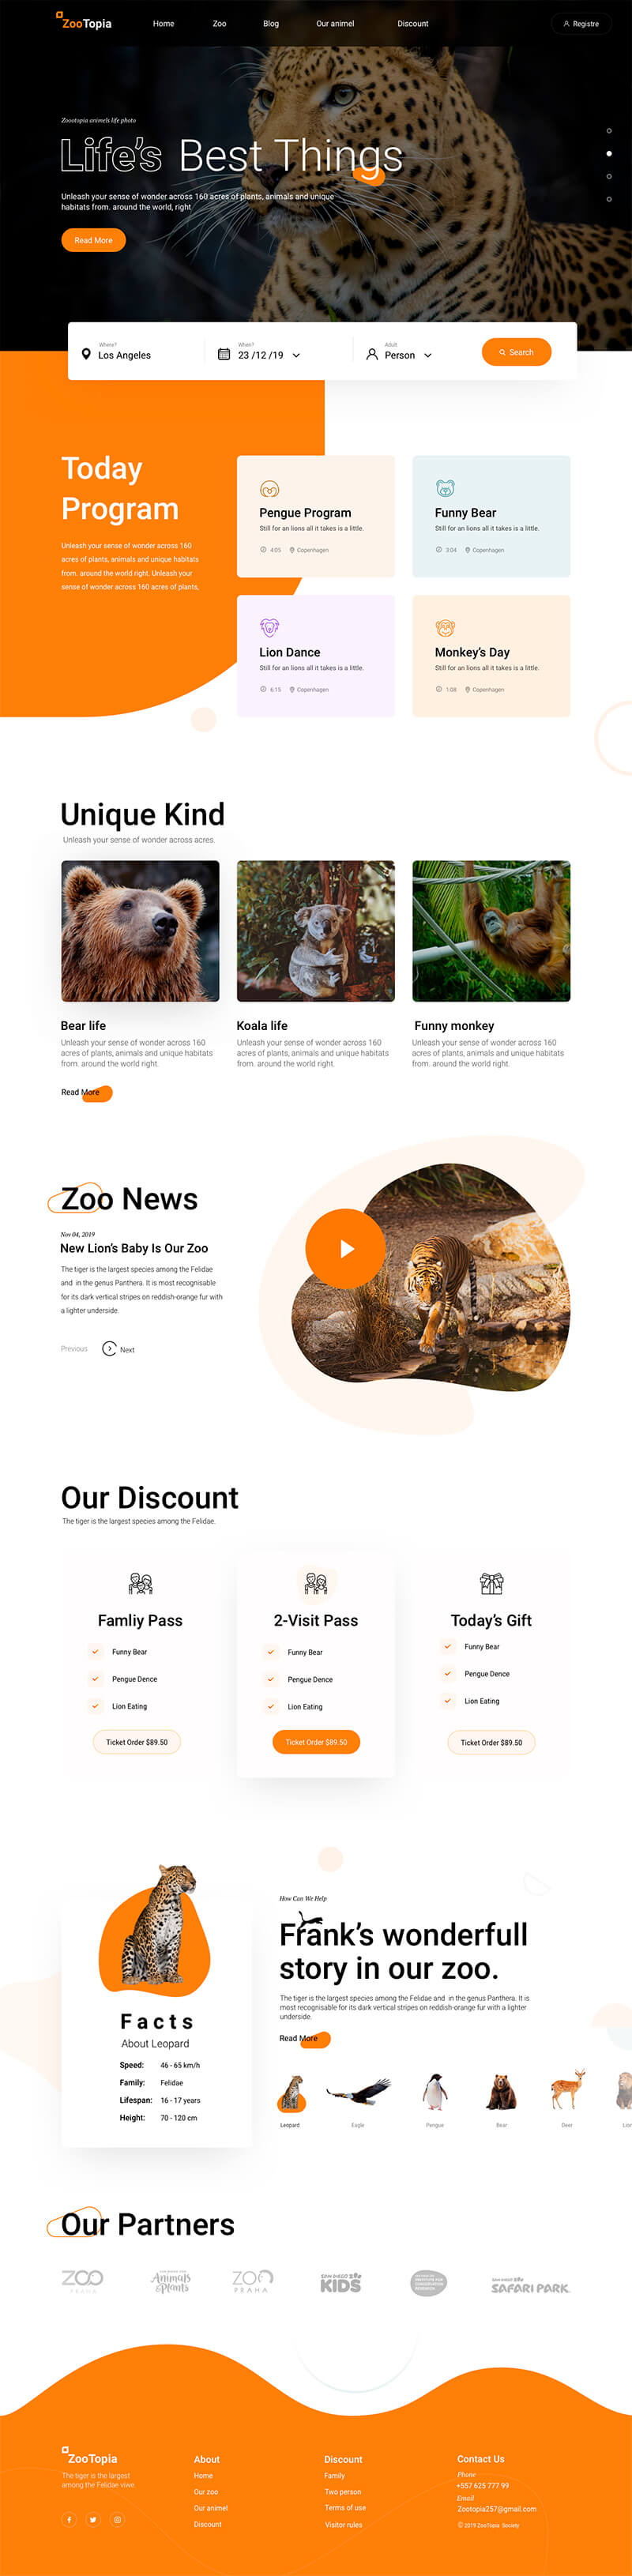 ZooTopia
Home Zoo Blog Our animel Discount
Registre
Zoootopia animels life photo
Life's Best Things
Unleash your sense of wonder across 160 acres of plants, animals and unique
habitats from. around the world, right
Read More
Where?
Los Angeles
When?
23 /12 /19
Adult
Person
Search
Today
Program
Unleash your sense of wonder across 160
acres of plants, animals and unique habitats
from. around the world right. Unleash your
sense of wonder across 160 acres of plants,
Pengue Program
Still for an lions all it takes is a little.
4:05 Copenhagen
Funny Bear
Still for an lions all it takes is a little.
3:04 Copenhagen
Lion Dance
Still for an lions all it takes is a little.
6:15 Copenhagen
Monkey's Day
Still for an lions all it takes is a little.
1:08 Copenhagen
Unique Kind
Unleash your sense of wonder across acres.
Bear life
Unleash your sense of wonder across 160
acres of plants, animals and unique habitats
from. around the world right.
Read More
Koala life
Unleash your sense of wonder across 160
acres of plants, animals and unique habitats
from. around the world right.
Funny monkey
Unleash your sense of wonder across 160
acres of plants, animals and unique habitats
from. around the world right.
Zoo News
Nov 04, 2019
New Lion's Baby Is Our Zoo
The tiger is the largest species among the Felidae
and in the genus Panthera. It is most recognisable
for its dark vertical stripes on reddish-orange fur with
a lighter underside.
Previous Next
Our Discount
The tiger is the largest species among the Felidae.
Famliy Pass
Funny Bear
Pengue Dence
Lion Eating
Ticket Order $89.50
2-Visit Pass
Funny Bear
Pengue Dence
Lion Eating
Ticket Order $89.50
Today's Gift
Funny Bear
Pengue Dence
Lion Eating
Ticket Order $89.50
Facts
About Leopard
Speed: 46 - 65 km/h
Family: Felidae
Lifespan: 16 - 17 years
Height: 70 - 120 cm
How Can We Help
Frank's wonderfull
story in our zoo.
The tiger is the largest species among the Felidae and in the genus Panthera. It is
most recognisable for its dark vertical stripes on reddish-orange fur with a lighter
underside.
Read More
Leopard Eagle Pengue Bear Deer Lion
Our Partners
ZOO
PRAHA
Animals
& Plants
ZOO
PRAHA
SAN DIEGO ZOO
KIDS
INSTITUTE FOR
CONSERVATION
RESEARCH
SAN DIEGO ZOO
SAFARI PARK
ZooTopia
The tiger is the largest
among the Felidae viwe.
About
Home
Our zoo
Our animel
Discount
Discount
Family
Two person
Terms of use
Visitor rules
Contact Us
Phone
+557 625 777 99
Email
Zootopia257@gmail.com
© 2019 ZooTopia Society